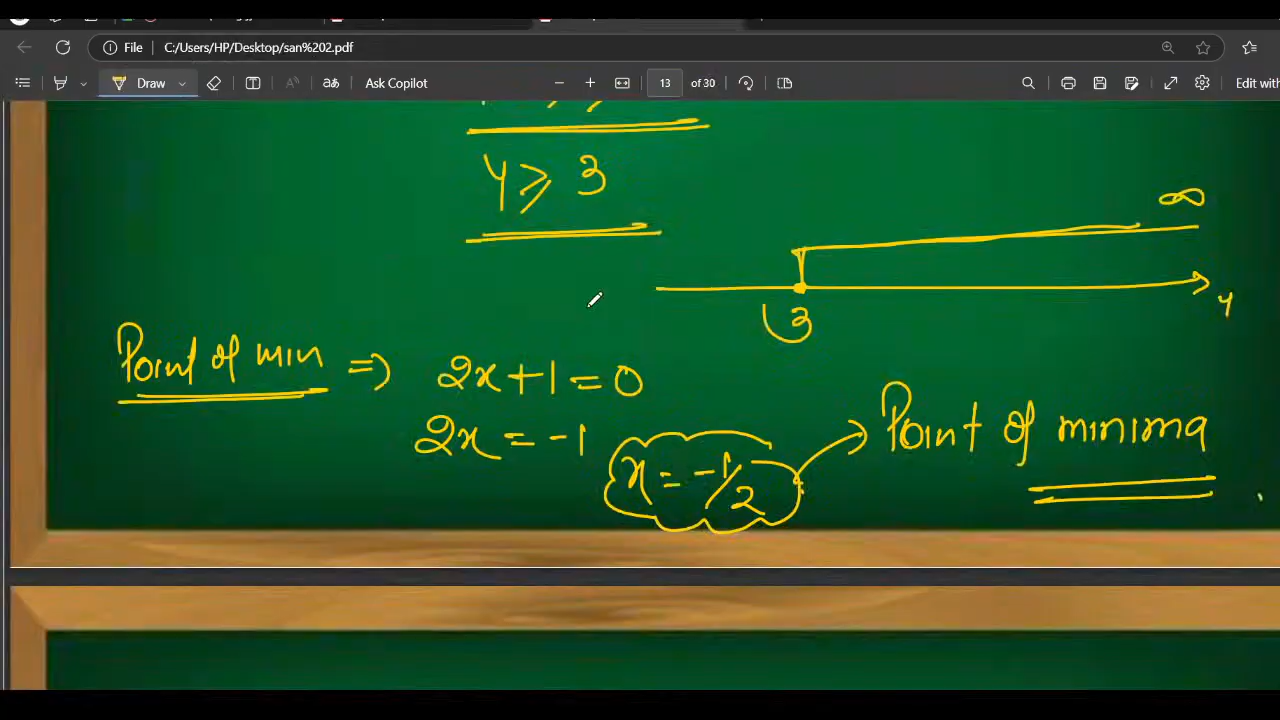 File | C:/Users/HP/Desktop/san%202.pdf
Draw Ask Copilot 13 of 30 Edit with
y ≥ 3
∞
3 y
Point of min => 2x+1=0
2x = -1
x = -1/2 Point of minima